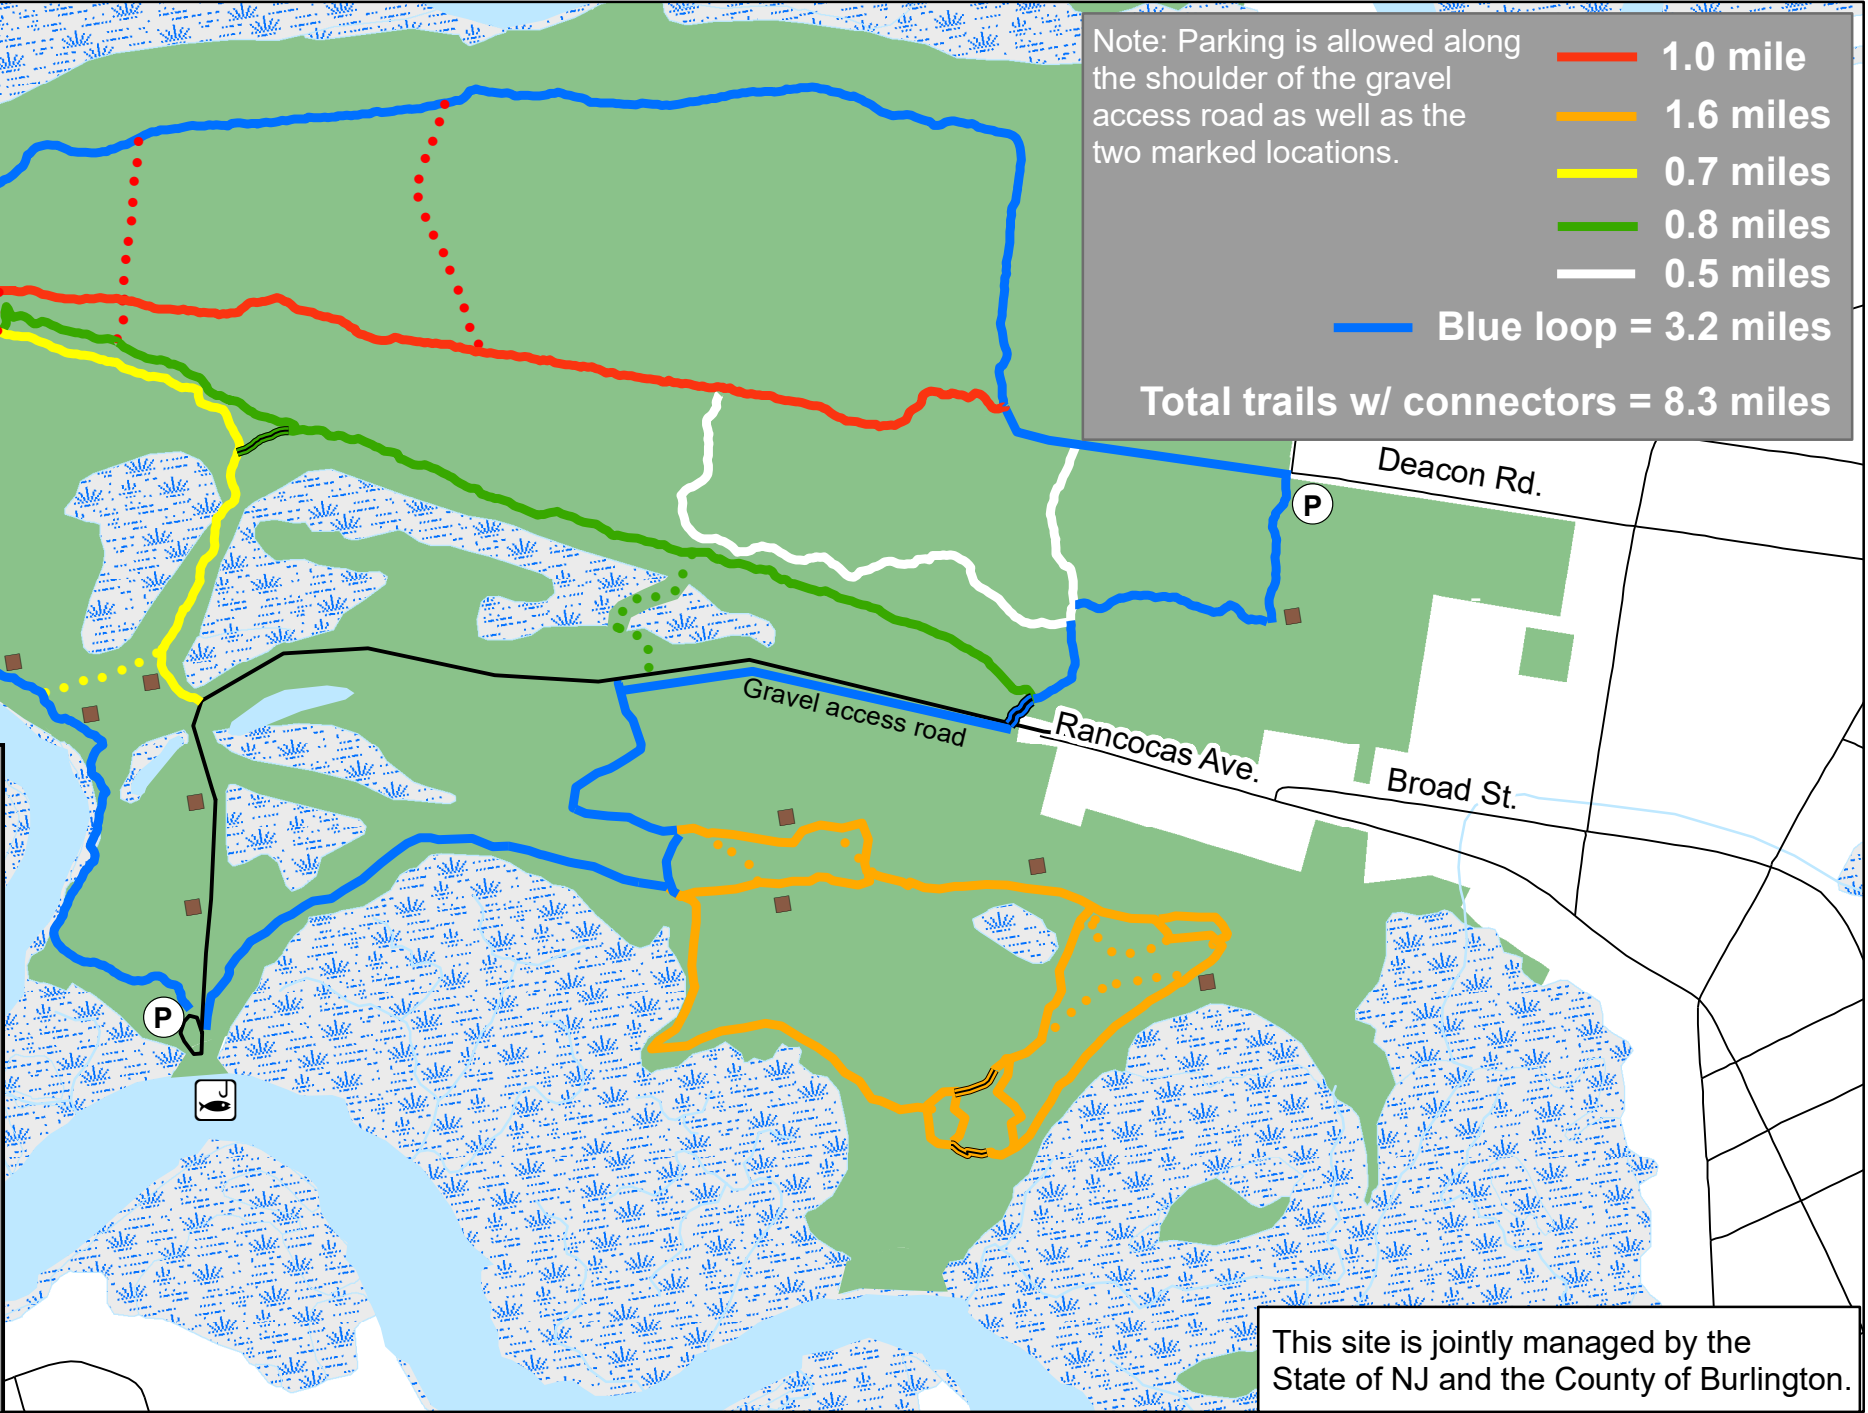 Note: Parking is allowed along
the shoulder of the gravel
access road as well as the
two marked locations.
1.0 mile
1.6 miles
0.7 miles
0.8 miles
0.5 miles
Blue loop = 3.2 miles
Total trails w/ connectors = 8.3 miles
Deacon Rd.
P
Gravel access road
Rancocas Ave.
Broad St.
P
This site is jointly managed by the
State of NJ and the County of Burlington.